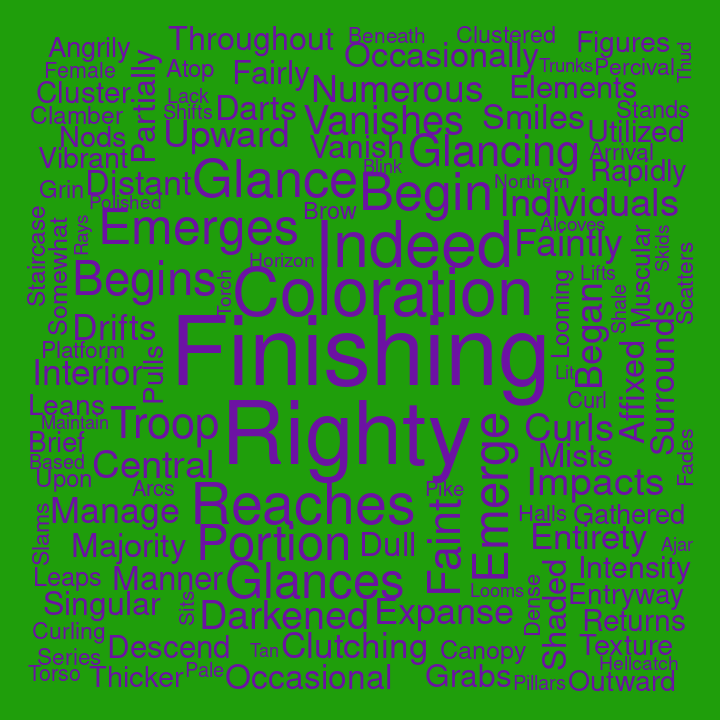 Throughout
Beneath
Clustered
Angrily
Occasionally
Figures
Thud
Female
Atop
Fairly
Trunks
Percival
Partially
Cluster
Lack
Numerous
Elements
Clamber
Shifts
Darts
Vanishes
Smiles
Stands
Nods
Upward
Utilized
Vibrant
Vanish
Glancing
Arrival
Blink
Rapidly
Grin
Distant
Glance
Begin
Northern
Polished
Individuals
Brow
Staircase
Somewhat
Rays
Emerges
Indeed
Alcoves
Faintly
Muscular
Skids
Horizon
Begins
Torch
Coloration
Looming
Lifts
Scatters
Began
Shale
Drifts
Finishing
Platform
Interior
Pulls
Lit
Affixed
Surrounds
Leans
Troop
Righty
Curl
Maintain
Curls
Brief
Based
Central
Emerge
Mists
Fades
Upon
Arcs
Reaches
Pike
Impacts
Manage
Halls
Gathered
Slams
Majority
Portion
Dull
Faint
Entirety
Ajar
Leaps
Manner
Glances
Looms
Intensity
Singular
Sits
Darkened
Expanse
Dense
Shaded
Entryway
Curling
Returns
Descend
Tan
Clutching
Canopy
Texture
Series
Hellcatch
Torso
Thicker
Pale
Occasional
Grabs
Pillars
Outward